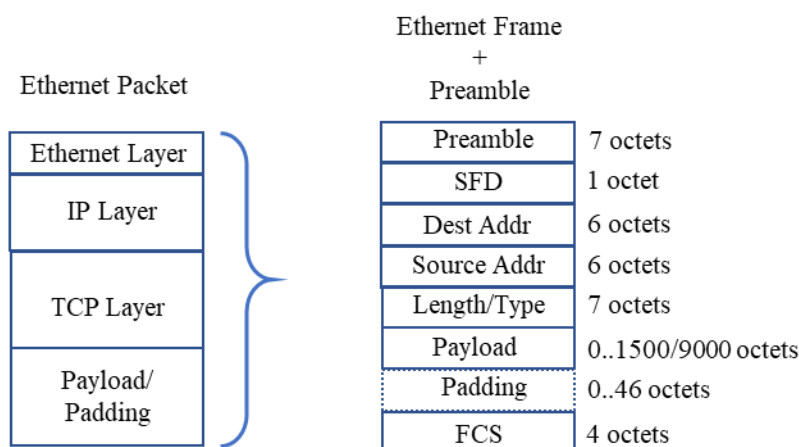 Ethernet Packet
Ethernet Layer
IP Layer
TCP Layer
Payload/
Padding
Ethernet Frame
+
Preamble
Preamble 7 octets
SFD 1 octet
Dest Addr 6 octets
Source Addr 6 octets
Length/Type 7 octets
Payload 0..1500/9000 octets
Padding 0..46 octets
FCS 4 octets